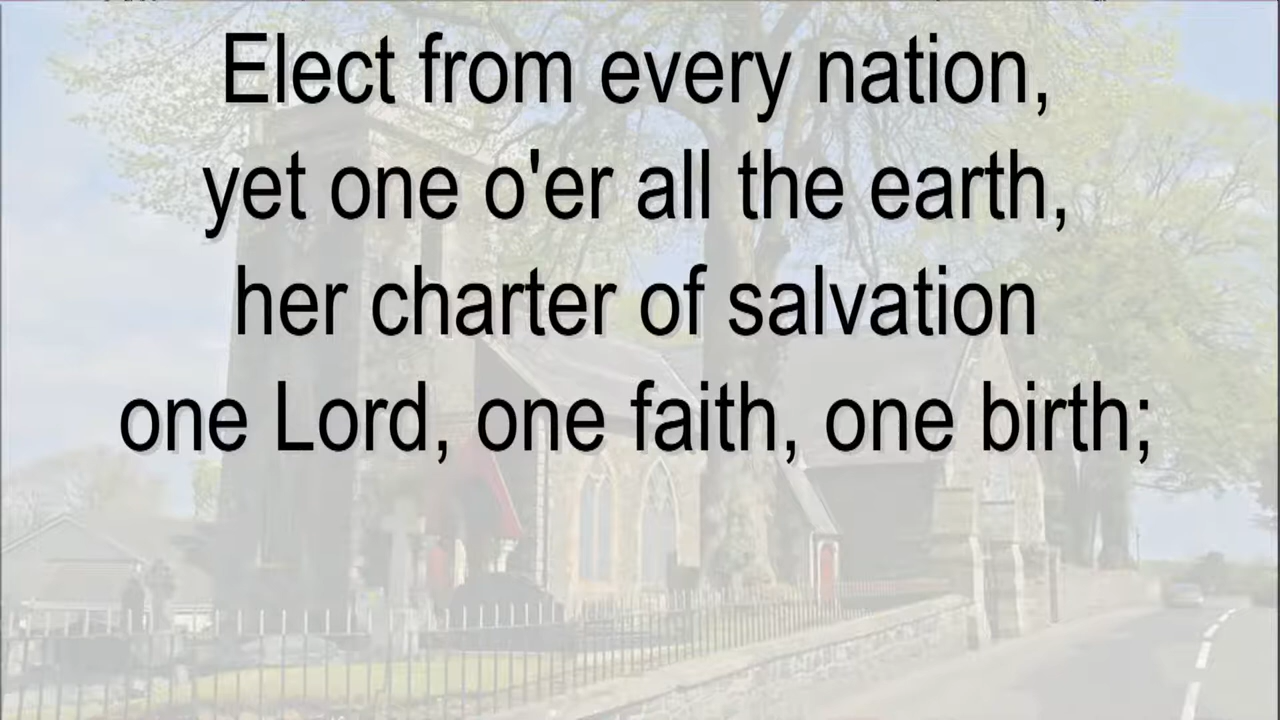 Elect from every nation,
yet one o'er all the earth,
her charter of salvation
one Lord, one faith, one birth;